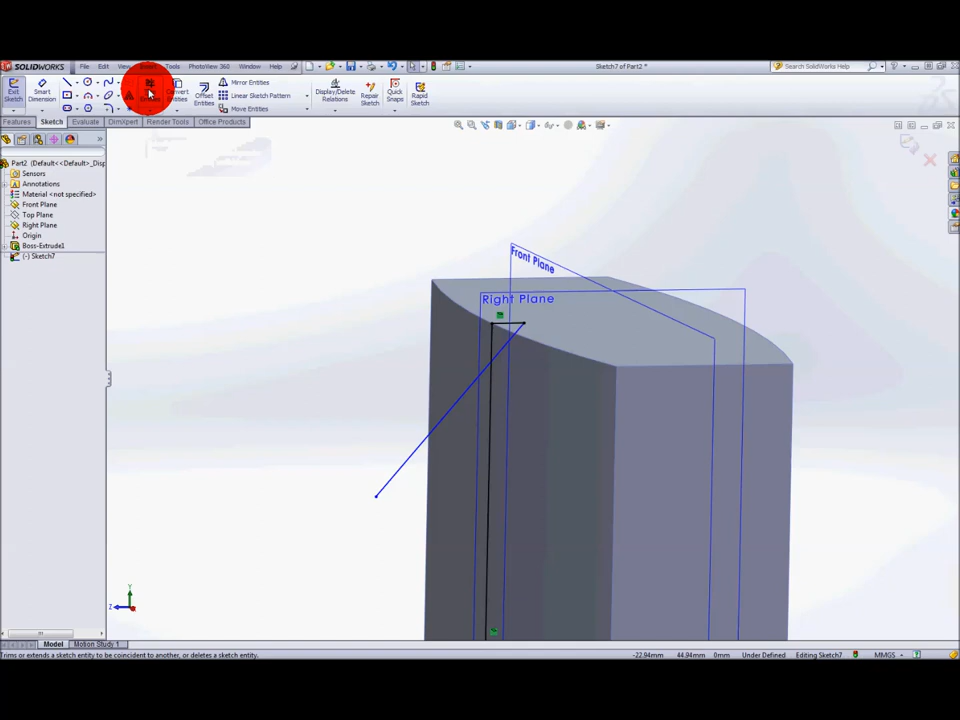 SOLIDWORKS File Edit View Insert Tools PhotoView 360 Window Help Sketch7 of Part2 * Search SolidWorks Help
Exit Sketch Smart Dimension Entities Convert Entities Offset Entities Mirror Entities Linear Sketch Pattern Move Entities Display/Delete Relations Repair Sketch Quick Snaps Rapid Sketch
Features Sketch Evaluate DimXpert Render Tools Office Products
Part2 (Default<<Default>_Disp
Sensors
Annotations
Material <not specified>
Front Plane
Top Plane
Right Plane
Origin
Boss-Extrude1
(-) Sketch7
Front Plane
Right Plane
Y
Z
Model Motion Study 1
Trims or extends a sketch entity to be coincident to another, or deletes a sketch entity. -22.94mm 44.94mm 0mm Under Defined Editing Sketch7 MMGS